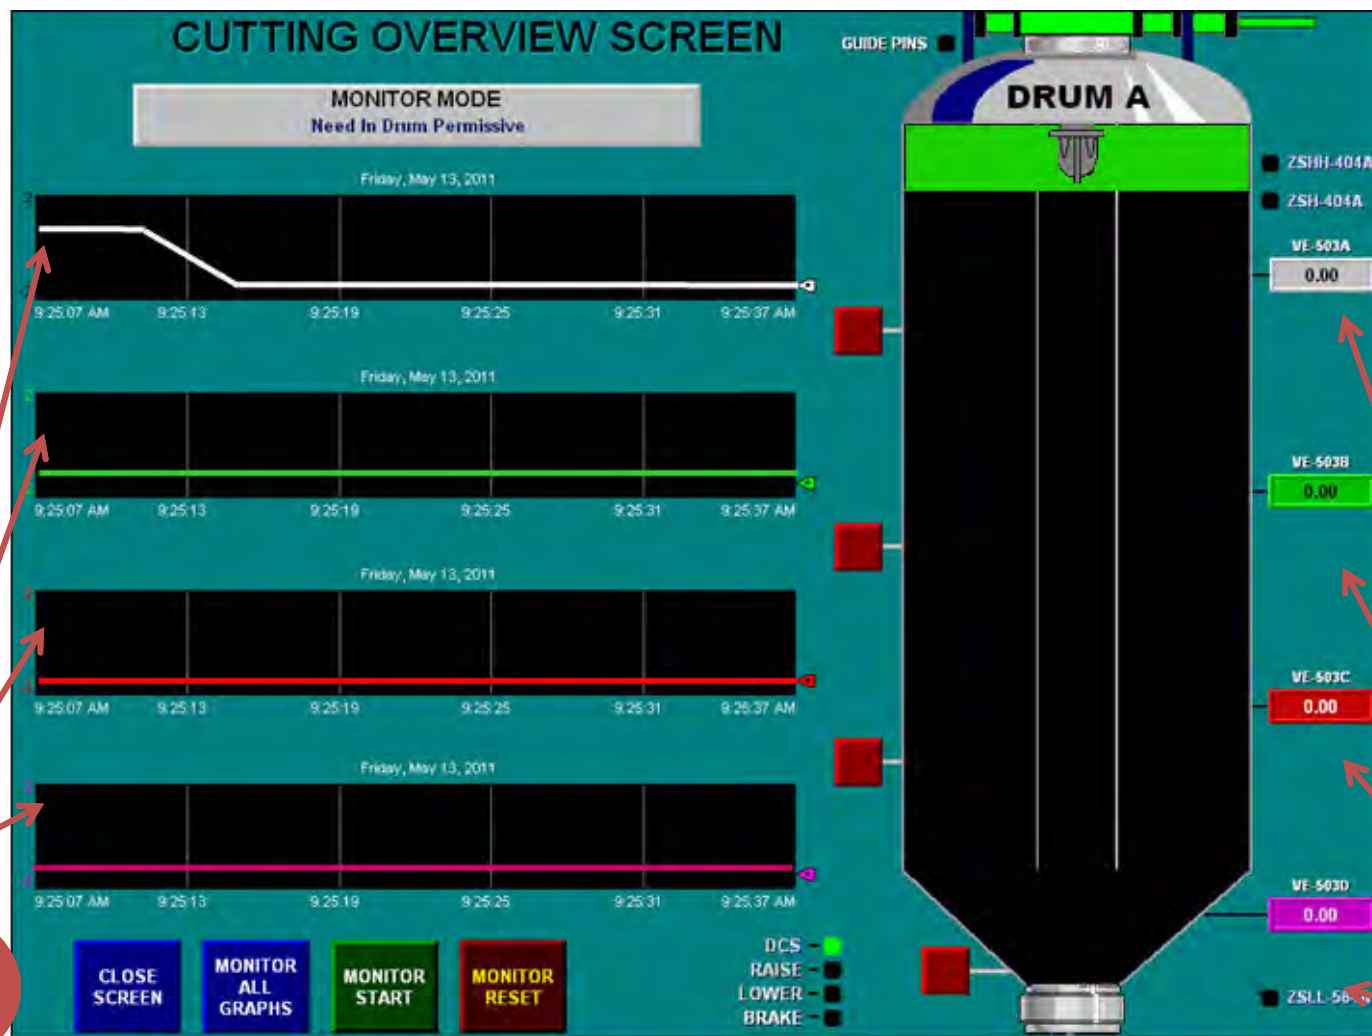 CUTTING OVERVIEW SCREEN
GUIDE PINS
MONITOR MODE
Need In Drum Permissive
DRUM A
Friday, May 13, 2011
2
9:25:07 AM 9:25:13 9:25:19 9:25:25 9:25:31 9:25:37 AM
Friday, May 13, 2011
9:25:07 AM 9:25:13 9:25:19 9:25:25 9:25:31 9:25:37 AM
Friday, May 13, 2011
9:25:07 AM 9:25:13 9:25:19 9:25:25 9:25:31 9:25:37 AM
Friday, May 13, 2011
9:25:07 AM 9:25:13 9:25:19 9:25:25 9:25:31 9:25:37 AM
ZSHH-404A
ZSH-404A
VE-503A
0.00
VE-503B
0.00
VE-503C
0.00
VE-503D
0.00
CLOSE
SCREEN
MONITOR
ALL
GRAPHS
MONITOR
START
MONITOR
RESET
DCS
RAISE
LOWER
BRAKE